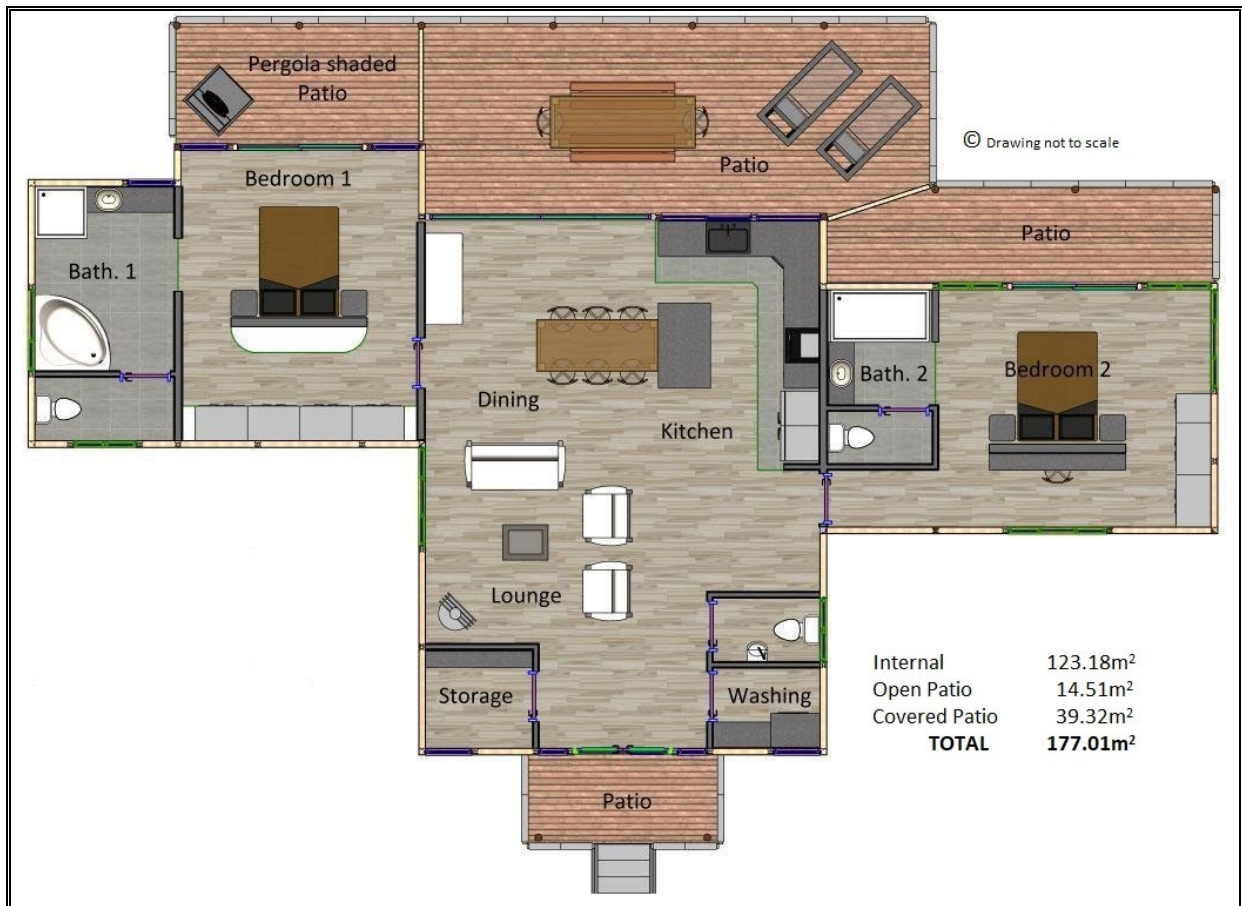 Pergola shaded
Patio
© Drawing not to scale
Patio
Bedroom 1
Patio
Bath. 1
Bath. 2
Bedroom 2
Dining
Kitchen
Lounge
Storage
Washing
Internal 123.18m²
Open Patio 14.51m²
Covered Patio 39.32m²
TOTAL 177.01m²
Patio